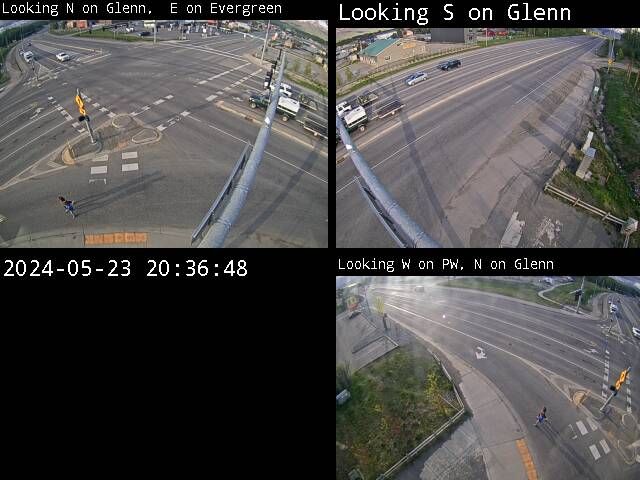 Looking N on Glenn, E on Evergreen
Looking S on Glenn
2024-05-23 20:36:48
Looking W on PW, N on Glenn